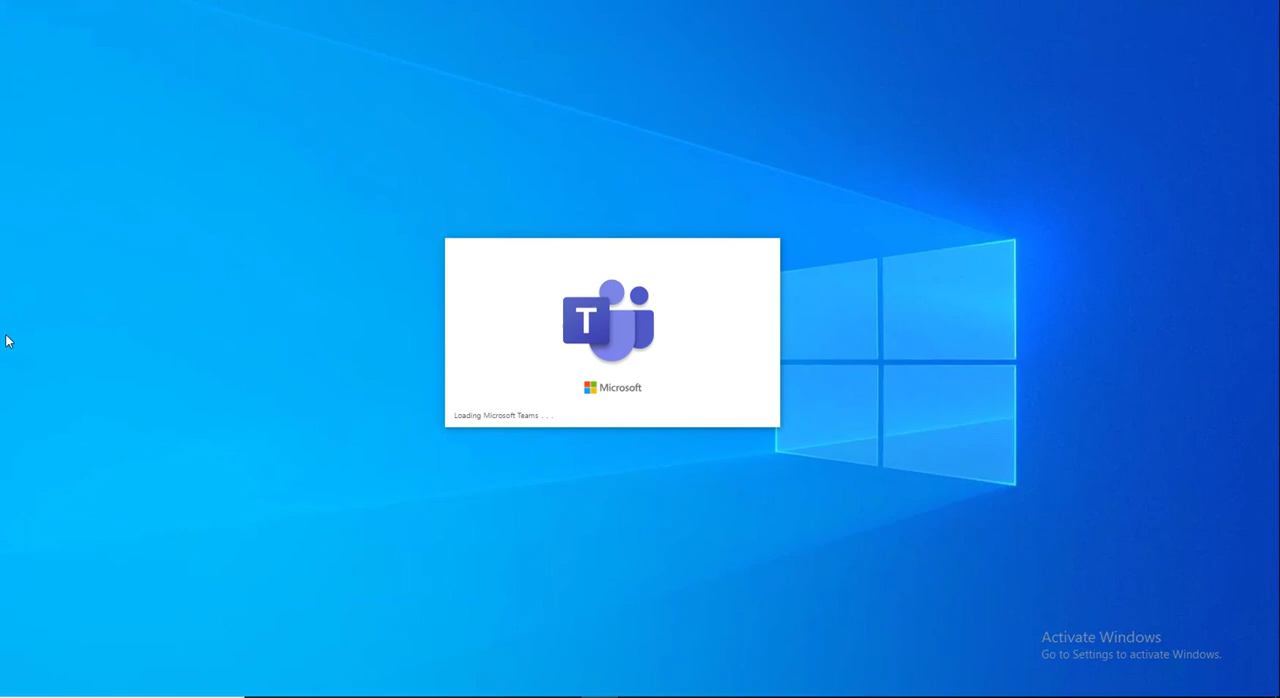 T
Microsoft
Loading Microsoft Teams . . .
Activate Windows
Go to Settings to activate Windows.